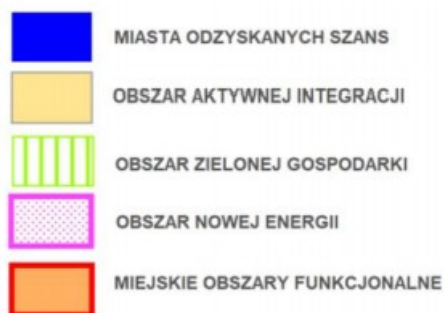 MIASTA ODZYSKANYCH SZANS
OBSZAR AKTYWNEJ INTEGRACJI
OBSZAR ZIELONEJ GOSPODARKI
OBSZAR NOWEJ ENERGII
MIEJSKIE OBSZARY FUNKCJONALNE